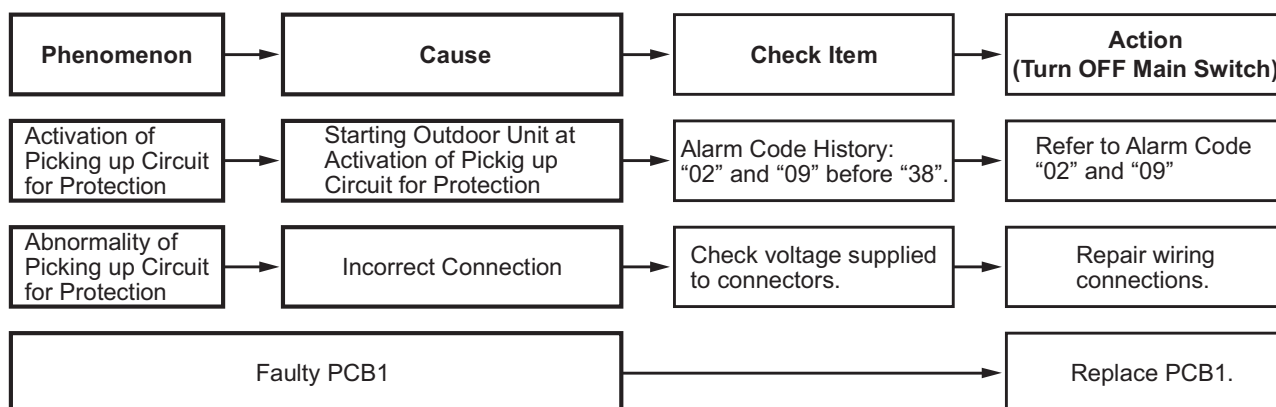 Phenomenon
Cause
Check Item
Action
(Turn OFF Main Switch)
Activation of
Picking up Circuit
for Protection
Starting Outdoor Unit at
Activation of Pickig up
Circuit for Protection
Alarm Code History:
“02” and “09” before “38”.
Refer to Alarm Code
“02” and “09”
Abnormality of
Picking up Circuit
for Protection
Incorrect Connection
Check voltage supplied
to connectors.
Repair wiring
connections.
Faulty PCB1
Replace PCB1.